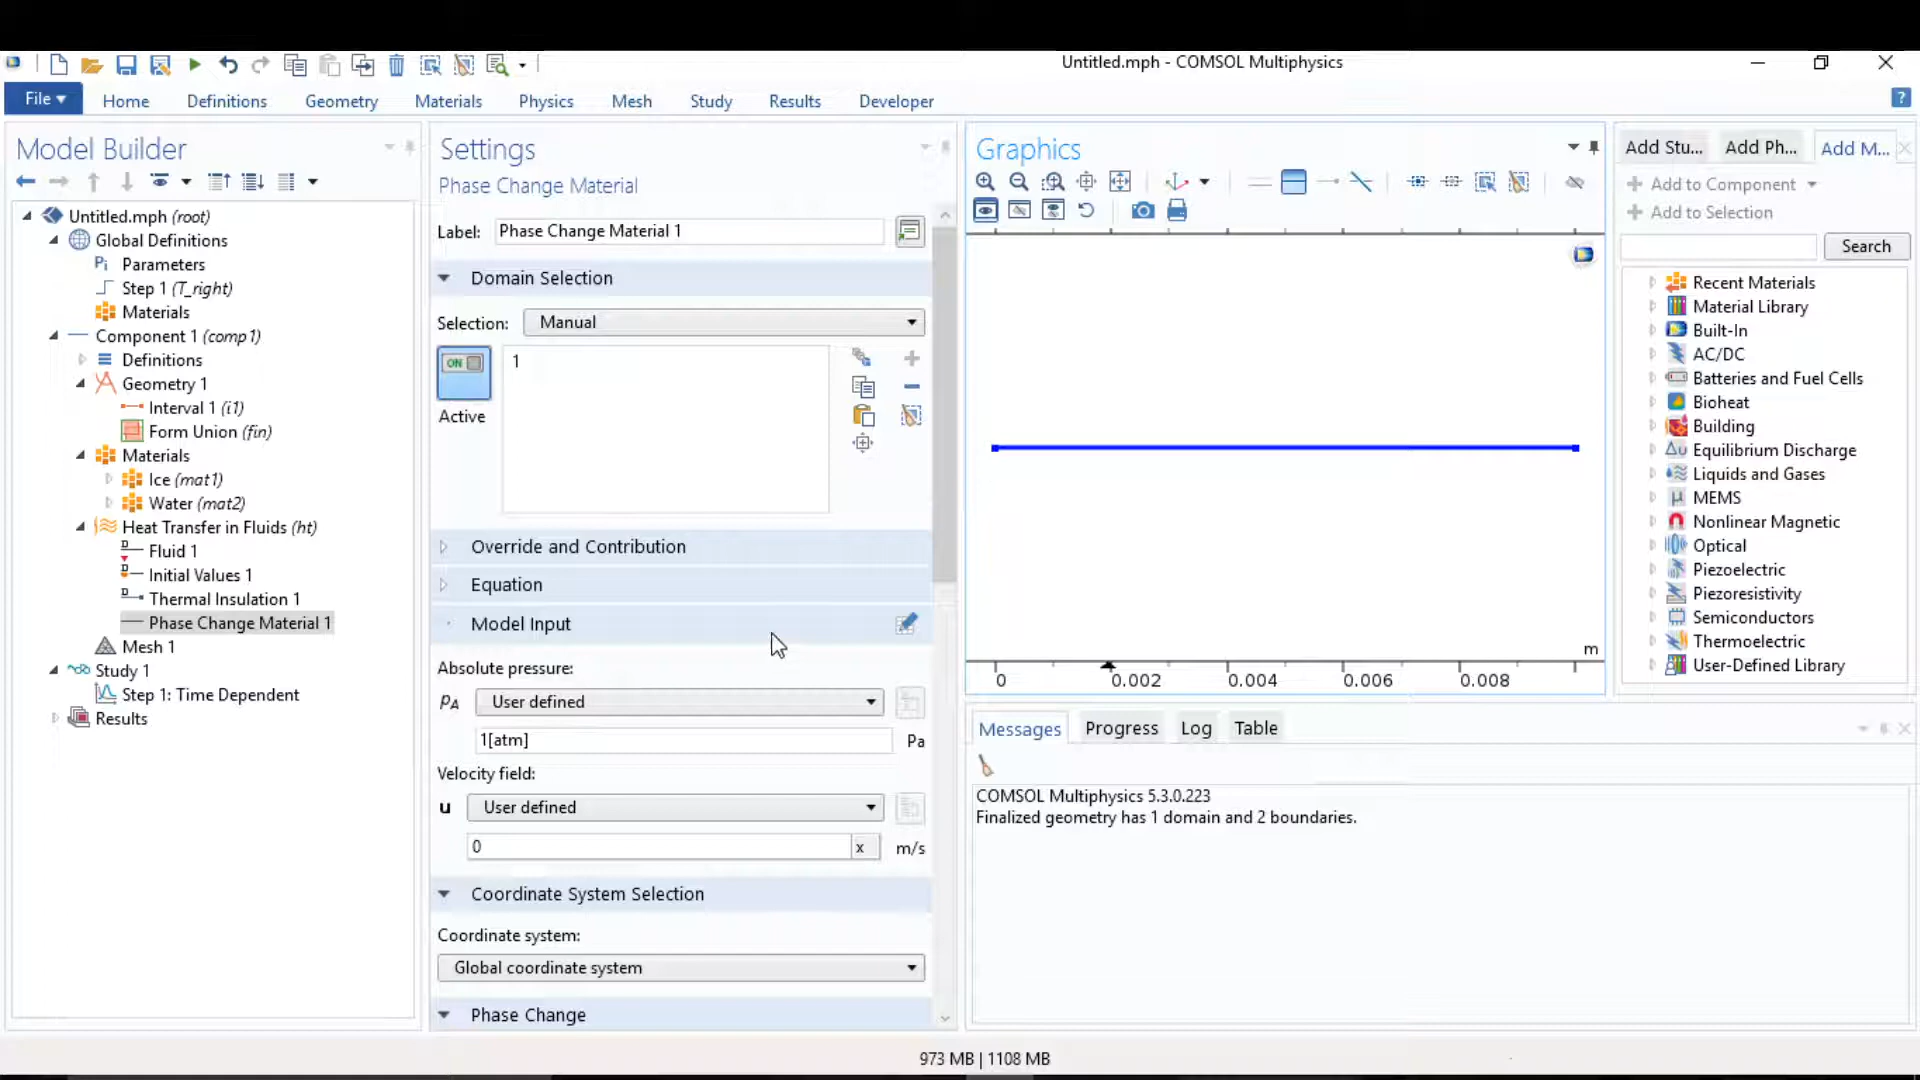 Untitled.mph - COMSOL Multiphysics
File
Home
Definitions
Geometry
Materials
Physics
Mesh
Study
Results
Developer
?
Model Builder
Untitled.mph (root)
Global Definitions
Pi Parameters
Step 1 (T_right)
Materials
Component 1 (comp1)
Definitions
Geometry 1
Interval 1 (i1)
Form Union (fin)
Materials
Ice (mat1)
Water (mat2)
Heat Transfer in Fluids (ht)
D Fluid 1
D Initial Values 1
D Thermal Insulation 1
Phase Change Material 1
Mesh 1
Study 1
Step 1: Time Dependent
Results
Settings
Phase Change Material
Label: Phase Change Material 1
Domain Selection
Selection: Manual
ON
Active
1
Override and Contribution
Equation
Model Input
Absolute pressure:
pA User defined
1[atm] Pa
Velocity field:
u User defined
0 x m/s
Coordinate System Selection
Coordinate system:
Global coordinate system
Phase Change
Graphics
m
0 0.002 0.004 0.006 0.008
Messages
Progress
Log
Table
COMSOL Multiphysics 5.3.0.223
Finalized geometry has 1 domain and 2 boundaries.
Add Stu...
Add Ph...
Add M...
Add to Component
Add to Selection
Search
Recent Materials
Material Library
Built-In
AC/DC
Batteries and Fuel Cells
Bioheat
Building
Δu Equilibrium Discharge
Liquids and Gases
μ MEMS
Nonlinear Magnetic
Optical
Piezoelectric
Piezoresistivity
Semiconductors
Thermoelectric
User-Defined Library
973 MB | 1108 MB